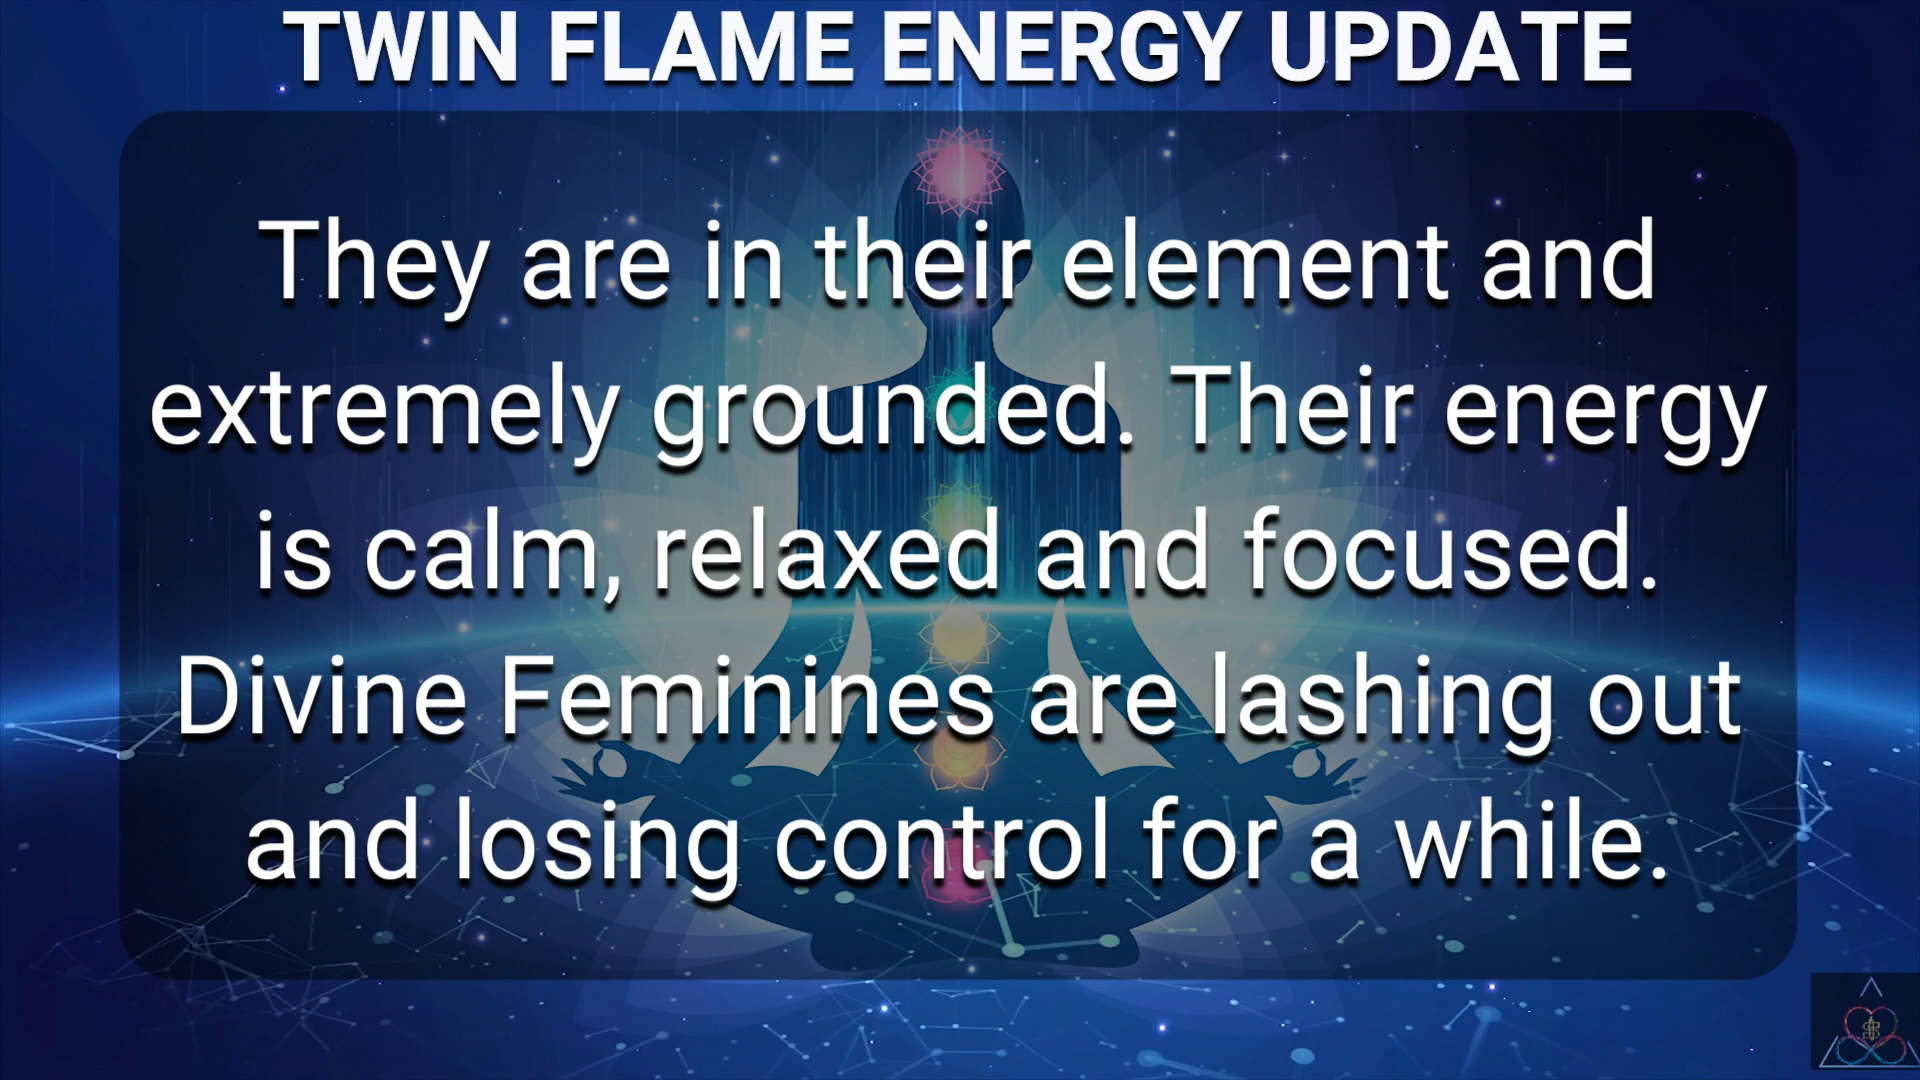 TWIN FLAME ENERGY UPDATE
They are in their element and
extremely grounded. Their energy
is calm, relaxed and focused.
Divine Feminines are lashing out
and losing control for a while.